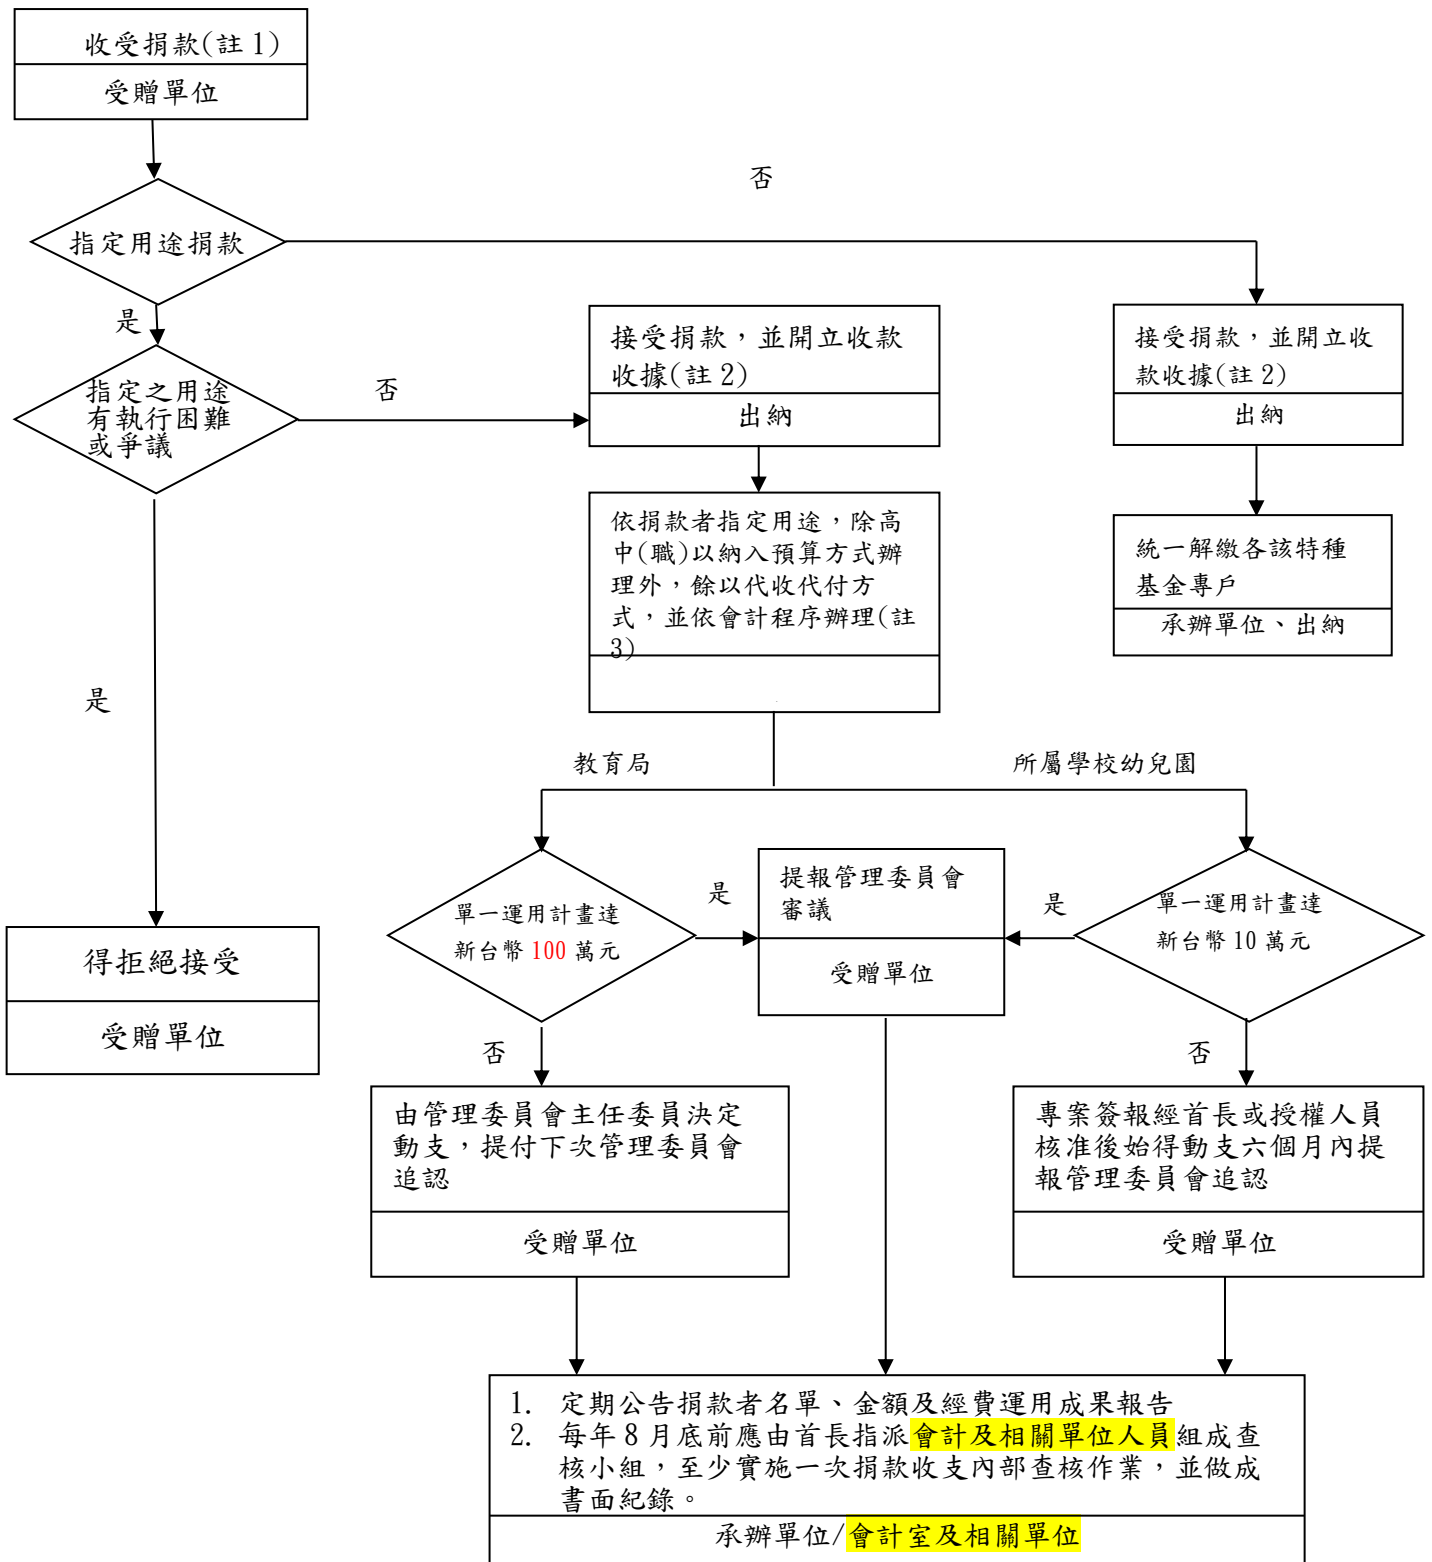 收受捐款(註 1)
受贈單位
否
指定用途捐款
是
指定之用途
有執行困難
或爭議
否
接受捐款，並開立收款
收據(註 2)
出納
接受捐款，並開立收
款收據(註 2)
出納
依捐款者指定用途，除高
中(職)以納入預算方式辦
理外，餘以代收代付方
式，並依會計程序辦理(註
3)
統一解繳各該特種
基金專戶
承辦單位、出納
是
教育局
所屬學校幼兒園
單一運用計畫達
新台幣 100 萬元
是
提報管理委員會
審議
受贈單位
是
單一運用計畫達
新台幣 10 萬元
得拒絕接受
受贈單位
否
否
由管理委員會主任委員決定
動支，提付下次管理委員會
追認
受贈單位
專案簽報經首長或授權人員
核准後始得動支六個月內提
報管理委員會追認
受贈單位
1. 定期公告捐款者名單、金額及經費運用成果報告
2. 每年 8 月底前應由首長指派會計及相關單位人員組成查
核小組，至少實施一次捐款收支內部查核作業，並做成
書面紀錄。
承辦單位/會計室及相關單位